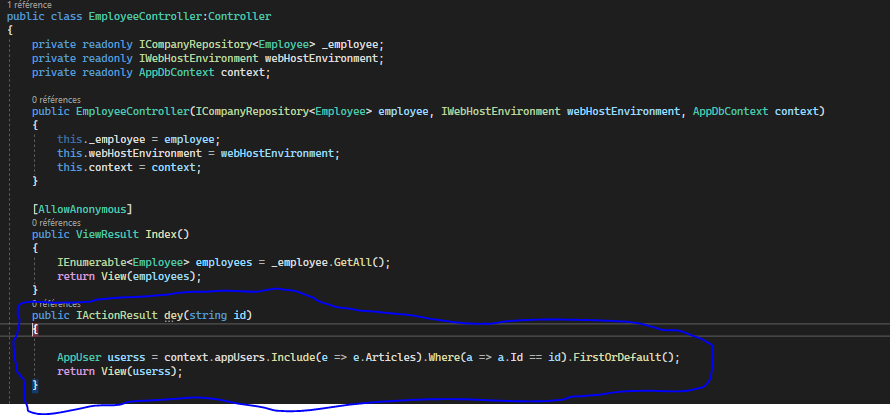 1 référence
public class EmployeeController:Controller
{
private readonly ICompanyRepository<Employee> _employee;
private readonly IWebHostEnvironment webHostEnvironment;
private readonly AppDbContext context;
0 références
public EmployeeController(ICompanyRepository<Employee> employee, IWebHostEnvironment webHostEnvironment, AppDbContext context)
{
this._employee = employee;
this.webHostEnvironment = webHostEnvironment;
this.context = context;
}
[AllowAnonymous]
0 références
public ViewResult Index()
{
IEnumerable<Employee> employees = _employee.GetAll();
return View(employees);
}
0 références
public IActionResult dey(string id)
{
AppUser userss = context.appUsers.Include(e => e.Articles).Where(a => a.Id == id).FirstOrDefault();
return View(userss);
}